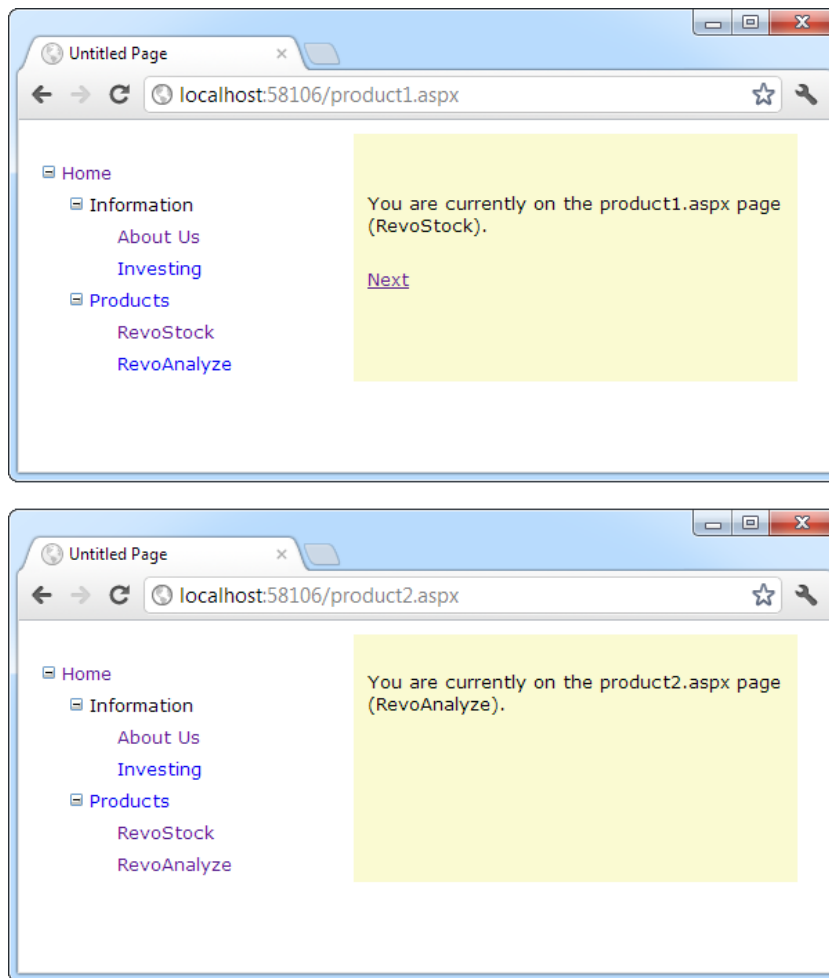 Untitled Page
localhost:58106/product1.aspx
Home
Information
About Us
Investing
Products
RevoStock
RevoAnalyze
You are currently on the product1.aspx page
(RevoStock).
Next
Untitled Page
localhost:58106/product2.aspx
Home
Information
About Us
Investing
Products
RevoStock
RevoAnalyze
You are currently on the product2.aspx page
(RevoAnalyze).